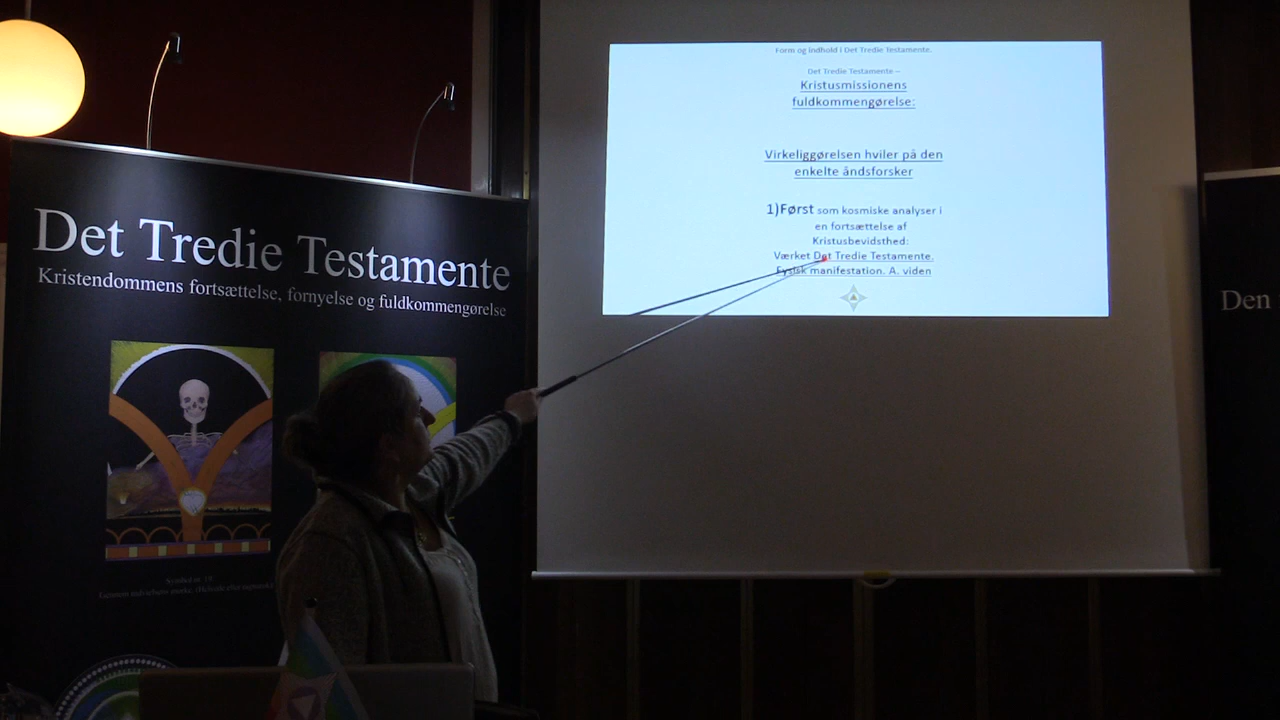 Det Tredie Testamente
Kristendommens fortsættelse, fornyelse og fuldkommengørelse
Form og indhold i Det Tredie Testamente.
Det Tredie Testamente –
Kristusmissionens
fuldkommengørelse:
Virkeliggørelsen hviler på den
enkelte åndsforsker
1)Først som kosmiske analyser i
en fortsættelse af
Kristusbevidsthed:
Værket Det Tredie Testamente.
Fysisk manifestation. A. viden
Den